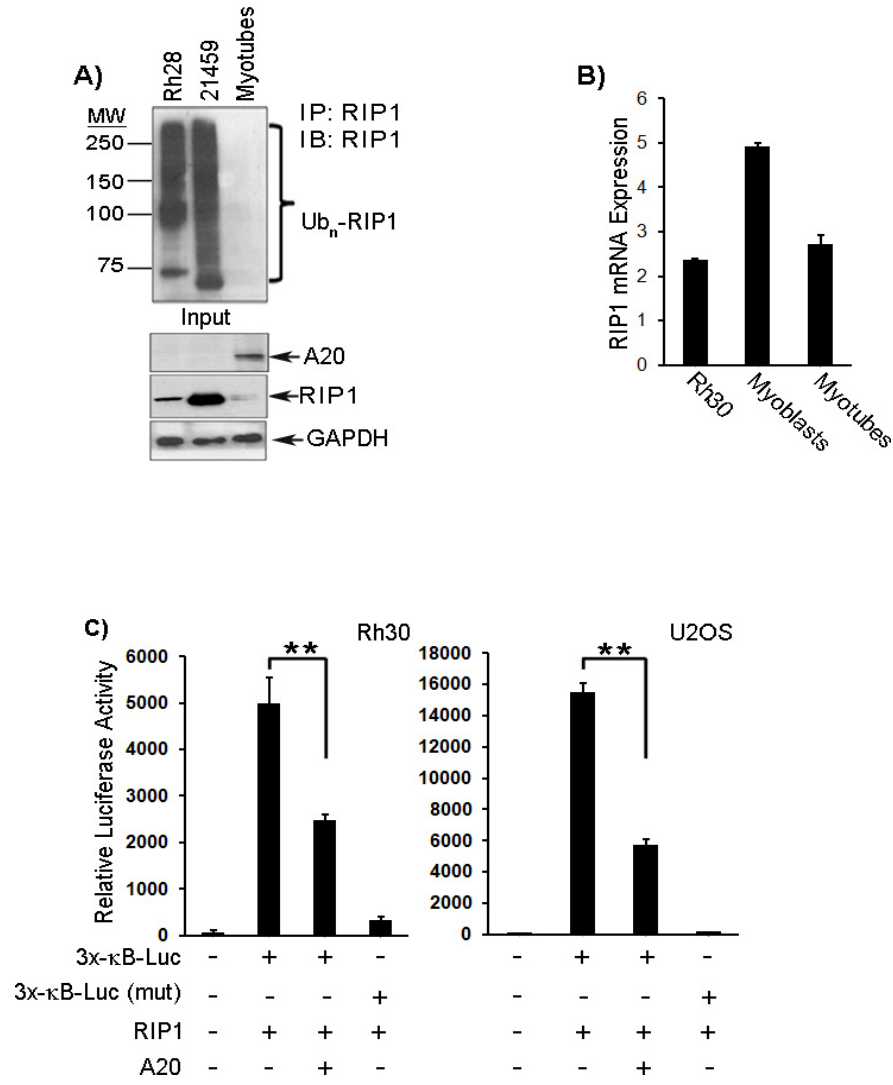 A)
Rh28 21459 Myotubes
MW
250
150
100
75
IP: RIP1
IB: RIP1
Ubn-RIP1
Input
A20
RIP1
GAPDH
B)
RIP1 mRNA Expression
6
5
4
3
2
1
0
Rh30 Myoblasts Myotubes
C)
Rh30
Relative Luciferase Activity
6000
5000
4000
3000
2000
1000
0
**
U2OS
18000
16000
14000
12000
10000
8000
6000
4000
2000
0
**
3x-κB-Luc - + + - - + + -
3x-κB-Luc (mut) - - - + - - - +
RIP1 - + + + - + + +
A20 - - + - - - + -